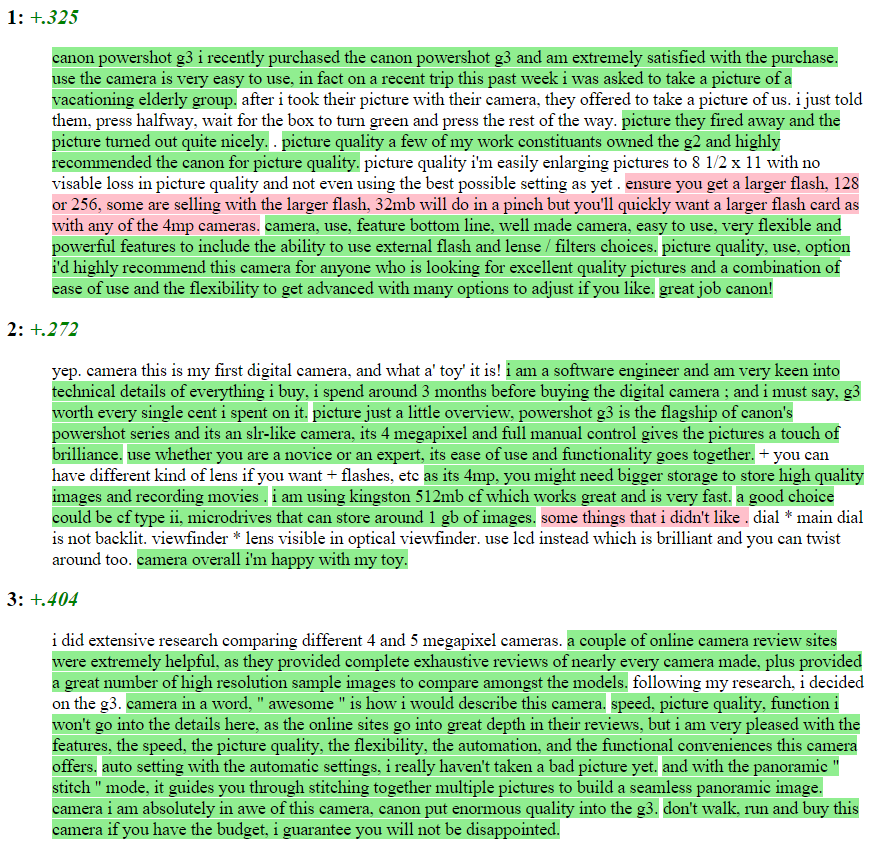 1: +.325
canon powershot g3 i recently purchased the canon powershot g3 and am extremely satisfied with the purchase.
use the camera is very easy to use, in fact on a recent trip this past week i was asked to take a picture of a
vacationing elderly group. after i took their picture with their camera, they offered to take a picture of us. i just told
them, press halfway, wait for the box to turn green and press the rest of the way. picture they fired away and the
picture turned out quite nicely. . picture quality a few of my work constituants owned the g2 and highly
recommended the canon for picture quality. picture quality i'm easily enlarging pictures to 8 1/2 x 11 with no
visable loss in picture quality and not even using the best possible setting as yet . ensure you get a larger flash, 128
or 256, some are selling with the larger flash, 32mb will do in a pinch but you'll quickly want a larger flash card as
with any of the 4mp cameras. camera, use, feature bottom line, well made camera, easy to use, very flexible and
powerful features to include the ability to use external flash and lense / filters choices. picture quality, use, option
i'd highly recommend this camera for anyone who is looking for excellent quality pictures and a combination of
ease of use and the flexibility to get advanced with many options to adjust if you like. great job canon!
2: +.272
yep. camera this is my first digital camera, and what a' toy' it is! i am a software engineer and am very keen into
technical details of everything i buy, i spend around 3 months before buying the digital camera ; and i must say, g3
worth every single cent i spent on it. picture just a little overview, powershot g3 is the flagship of canon's
powershot series and its an slr-like camera, its 4 megapixel and full manual control gives the pictures a touch of
brilliance. use whether you are a novice or an expert, its ease of use and functionality goes together. + you can
have different kind of lens if you want + flashes, etc as its 4mp, you might need bigger storage to store high quality
images and recording movies . i am using kingston 512mb cf which works great and is very fast. a good choice
could be cf type ii, microdrives that can store around 1 gb of images. some things that i didn't like . dial * main dial
is not backlit. viewfinder * lens visible in optical viewfinder. use lcd instead which is brilliant and you can twist
around too. camera overall i'm happy with my toy.
3: +.404
i did extensive research comparing different 4 and 5 megapixel cameras. a couple of online camera review sites
were extremely helpful, as they provided complete exhaustive reviews of nearly every camera made, plus provided
a great number of high resolution sample images to compare amongst the models. following my research, i decided
on the g3. camera in a word, " awesome " is how i would describe this camera. speed, picture quality, function i
won't go into the details here, as the online sites go into great depth in their reviews, but i am very pleased with the
features, the speed, the picture quality, the flexibility, the automation, and the functional conveniences this camera
offers. auto setting with the automatic settings, i really haven't taken a bad picture yet. and with the panoramic "
stitch " mode, it guides you through stitching together multiple pictures to build a seamless panoramic image.
camera i am absolutely in awe of this camera, canon put enormous quality into the g3. don't walk, run and buy this
camera if you have the budget, i guarantee you will not be disappointed.